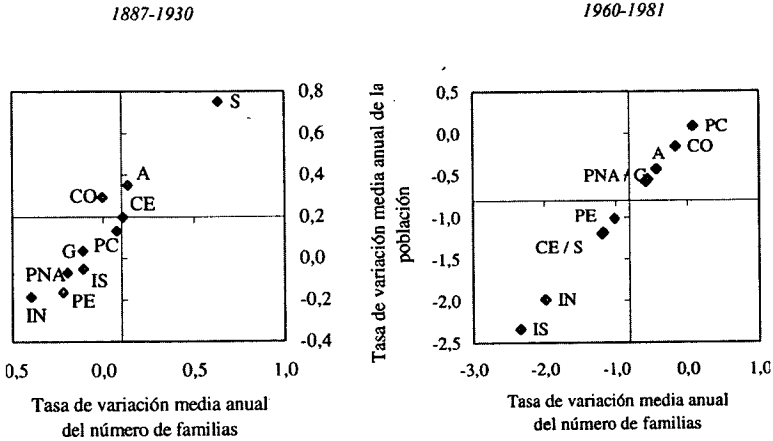 1887-1930
1960-1981
0,8
0,6
0,4
0,2
0,0
-0,2
-0,4
S
A
CO
CE
PC
G
PNA
IS
PE
IN
0,5 0,0 1,0
Tasa de variación media anual
del número de familias
Tasa de variación media anual de la
población
0,5
0,0
-0,5
-1,0
-1,5
-2,0
-2,5
PC
CO
A
PNA / G
PE
CE / S
IN
IS
-3,0 -2,0 -1,0 0,0 1,0
Tasa de variación media anual
del número de familias